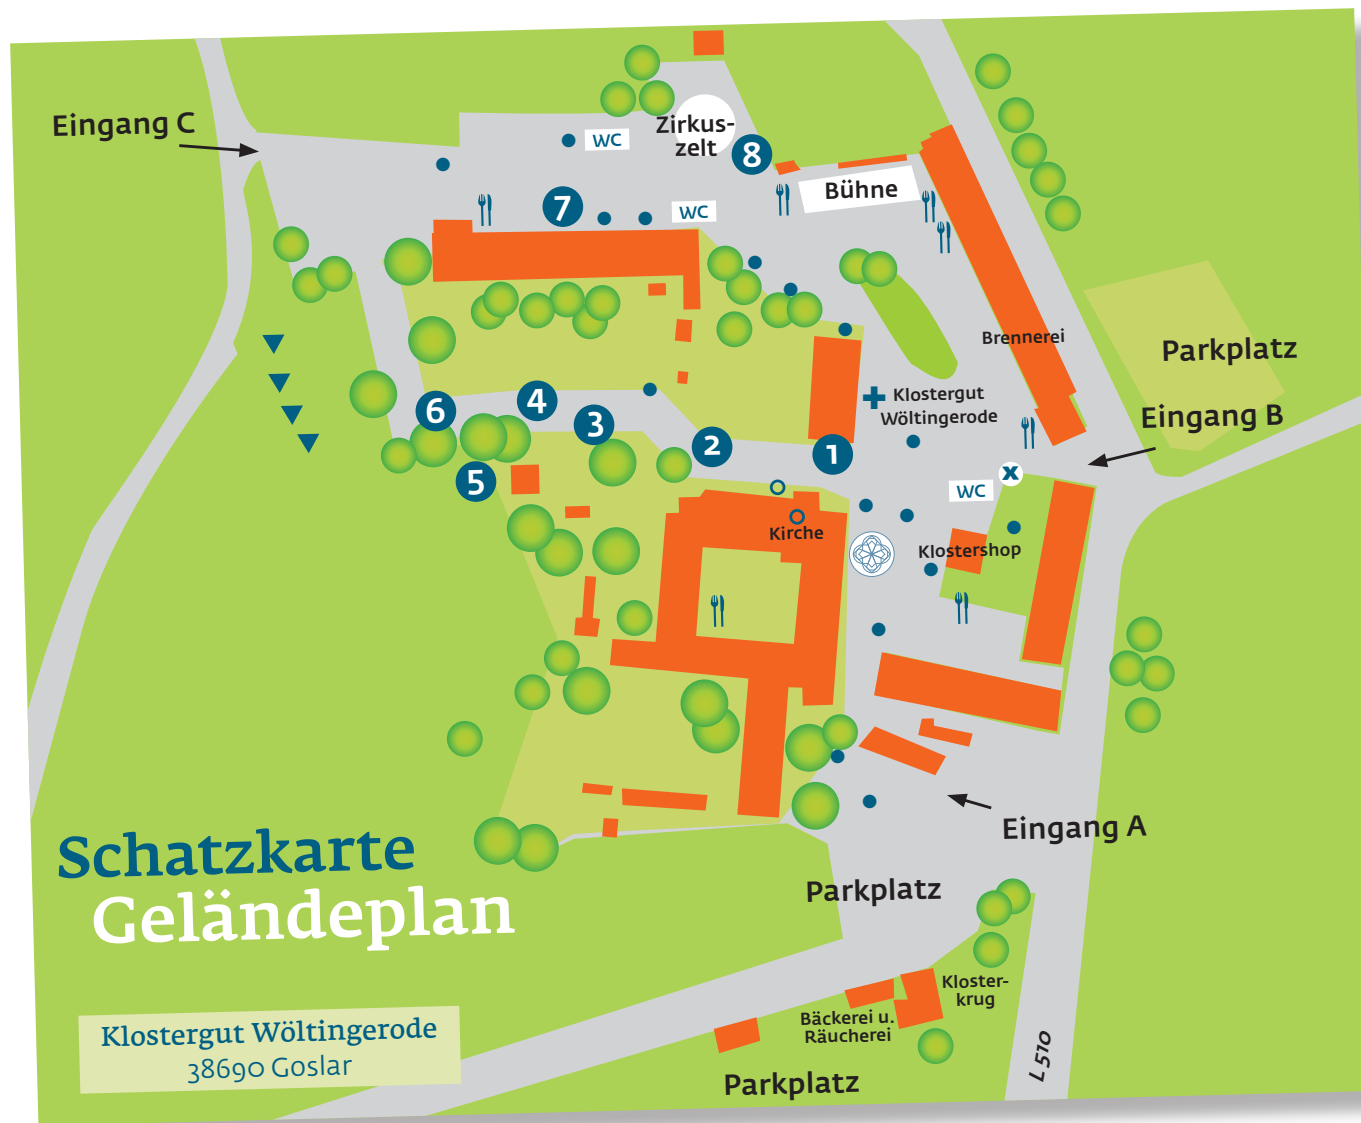 Eingang C
WC
Zirkus-
zelt
8
Bühne
7
WC
Brennerei
Parkplatz
Klostergut
Wöltingerode
Eingang B
6
4
3
2
1
5
x
WC
Kirche
Klostershop
Eingang A
Schatzkarte
Geländeplan
Parkplatz
Kloster-
krug
Bäckerei u.
Räucherei
Klostergut Wöltingerode
38690 Goslar
Parkplatz
L 510